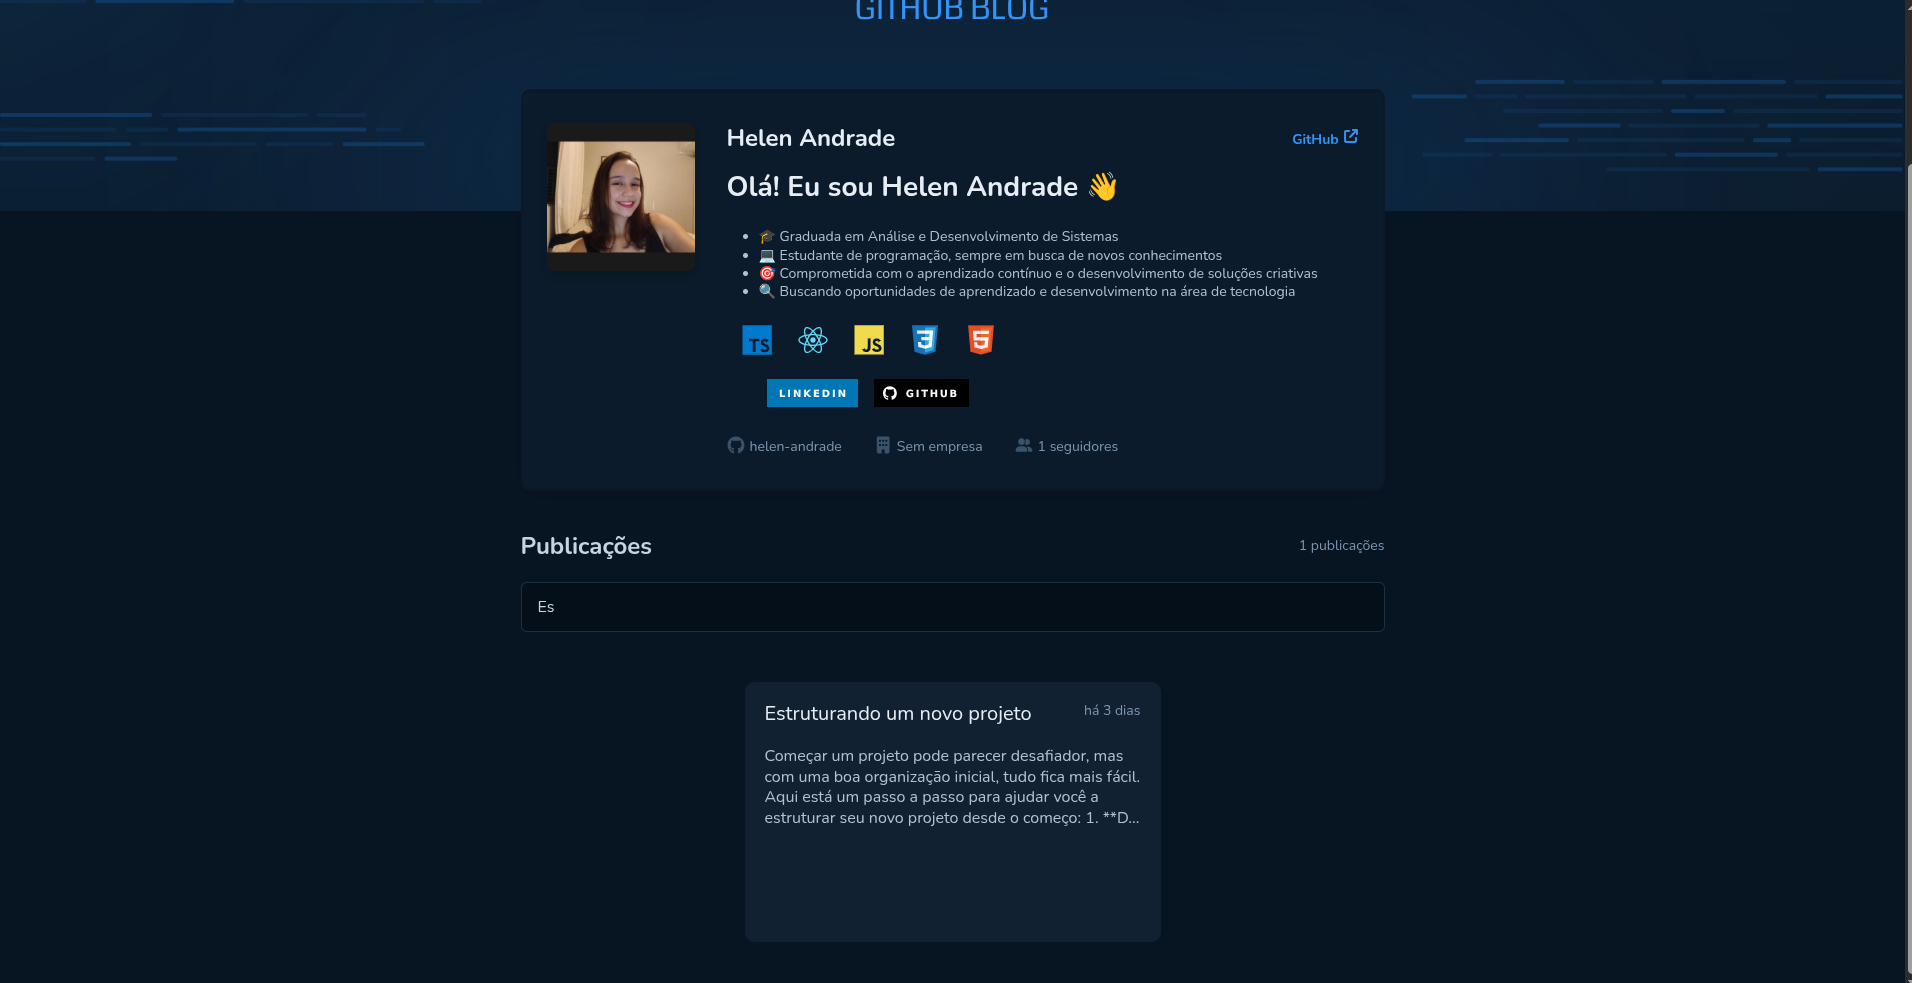 GITHUB BLOG
Helen Andrade
GitHub
Olá! Eu sou Helen Andrade 👋
• 🎓 Graduada em Análise e Desenvolvimento de Sistemas
• 💻 Estudante de programação, sempre em busca de novos conhecimentos
• 🎯 Comprometida com o aprendizado contínuo e o desenvolvimento de soluções criativas
• 🔍 Buscando oportunidades de aprendizado e desenvolvimento na área de tecnologia
TS JS 3 5
LINKEDIN GITHUB
helen-andrade Sem empresa 1 seguidores
Publicações
1 publicações
Es
Estruturando um novo projeto
há 3 dias
Começar um projeto pode parecer desafiador, mas
com uma boa organização inicial, tudo fica mais fácil.
Aqui está um passo a passo para ajudar você a
estruturar seu novo projeto desde o começo: 1. **D...